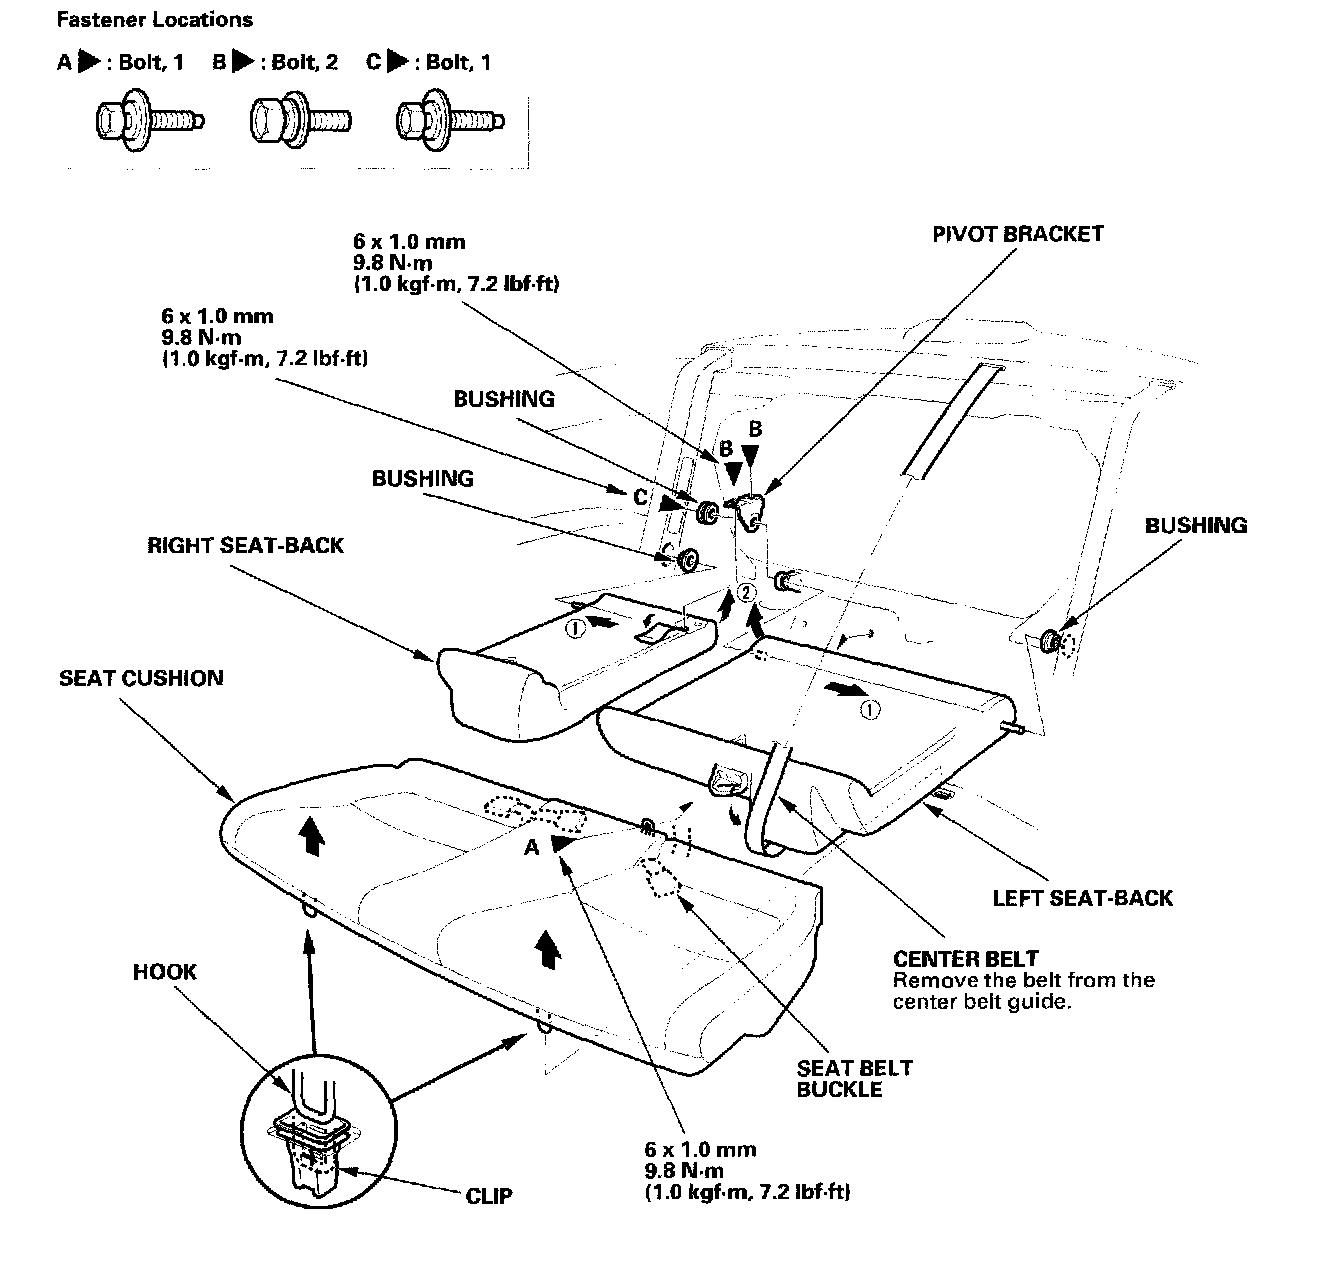 Fastener Locations
A ▶ : Bolt, 1 B ▶ : Bolt, 2 C ▶ : Bolt, 1
6 x 1.0 mm
9.8 N·m
(1.0 kgf·m, 7.2 lbf·ft)
PIVOT BRACKET
6 x 1.0 mm
9.8 N·m
(1.0 kgf·m, 7.2 lbf·ft)
BUSHING
B
B
BUSHING
C
BUSHING
RIGHT SEAT-BACK
2
1
SEAT CUSHION
1
A
LEFT SEAT-BACK
CENTER BELT
Remove the belt from the
center belt guide.
HOOK
SEAT BELT
BUCKLE
6 x 1.0 mm
9.8 N·m
(1.0 kgf·m, 7.2 lbf·ft)
CLIP